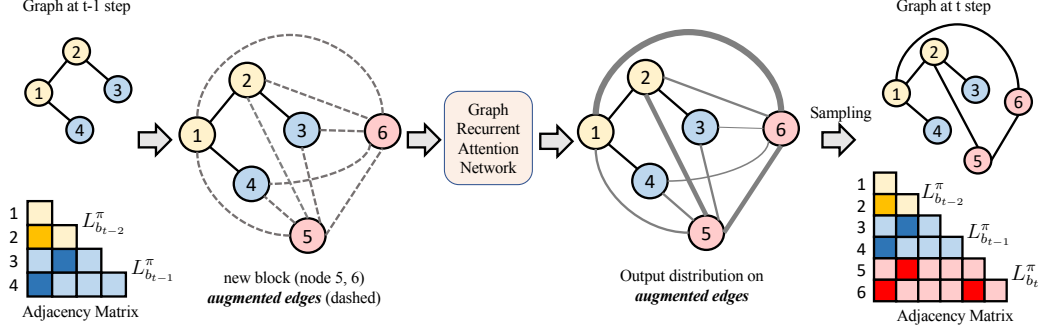 Graph at t-1 step
2
1
3
4
1
2
3
4
L^π_{b_{t-2}}
L^π_{b_{t-1}}
Adjacency Matrix
2
1
3
6
4
5
new block (node 5, 6)
augmented edges (dashed)
Graph
Recurrent
Attention
Network
2
1
3
6
4
5
Output distribution on
augmented edges
Sampling
Graph at t step
2
1
3
6
4
5
1
2
3
4
5
6
L^π_{b_{t-2}}
L^π_{b_{t-1}}
L^π_{b_t}
Adjacency Matrix